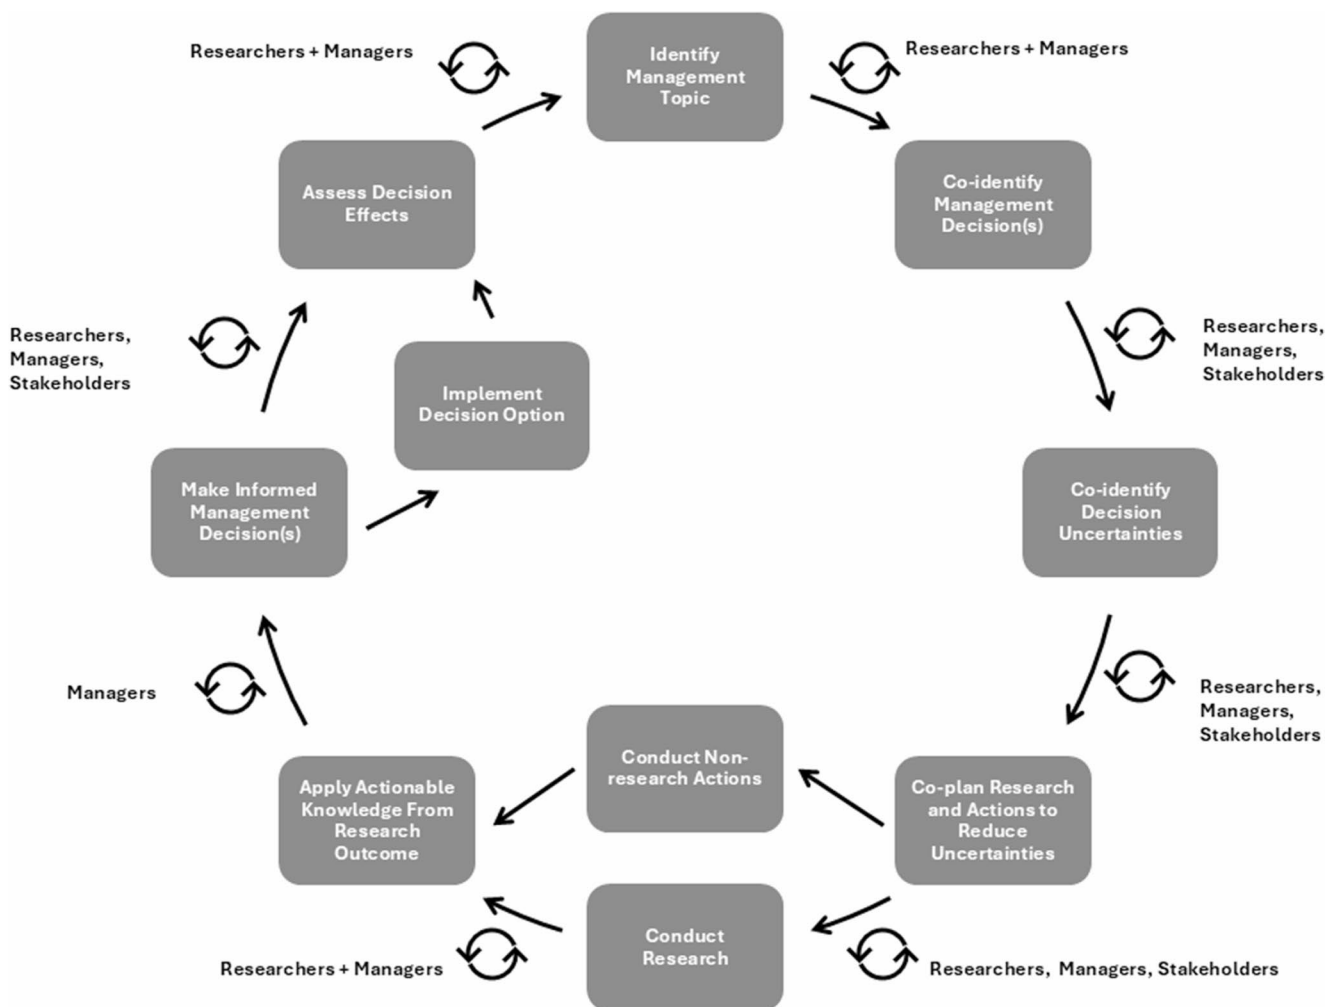 Researchers + Managers
Identify
Management
Topic
Researchers + Managers
Assess Decision
Effects
Co-identify
Management
Decision(s)
Researchers,
Managers,
Stakeholders
Researchers,
Managers,
Stakeholders
Implement
Decision Option
Make Informed
Management
Decision(s)
Co-identify
Decision
Uncertainties
Managers
Researchers,
Managers,
Stakeholders
Conduct Non-
research Actions
Apply Actionable
Knowledge From
Research
Outcome
Co-plan Research
and Actions to
Reduce
Uncertainties
Conduct
Research
Researchers + Managers
Researchers, Managers, Stakeholders